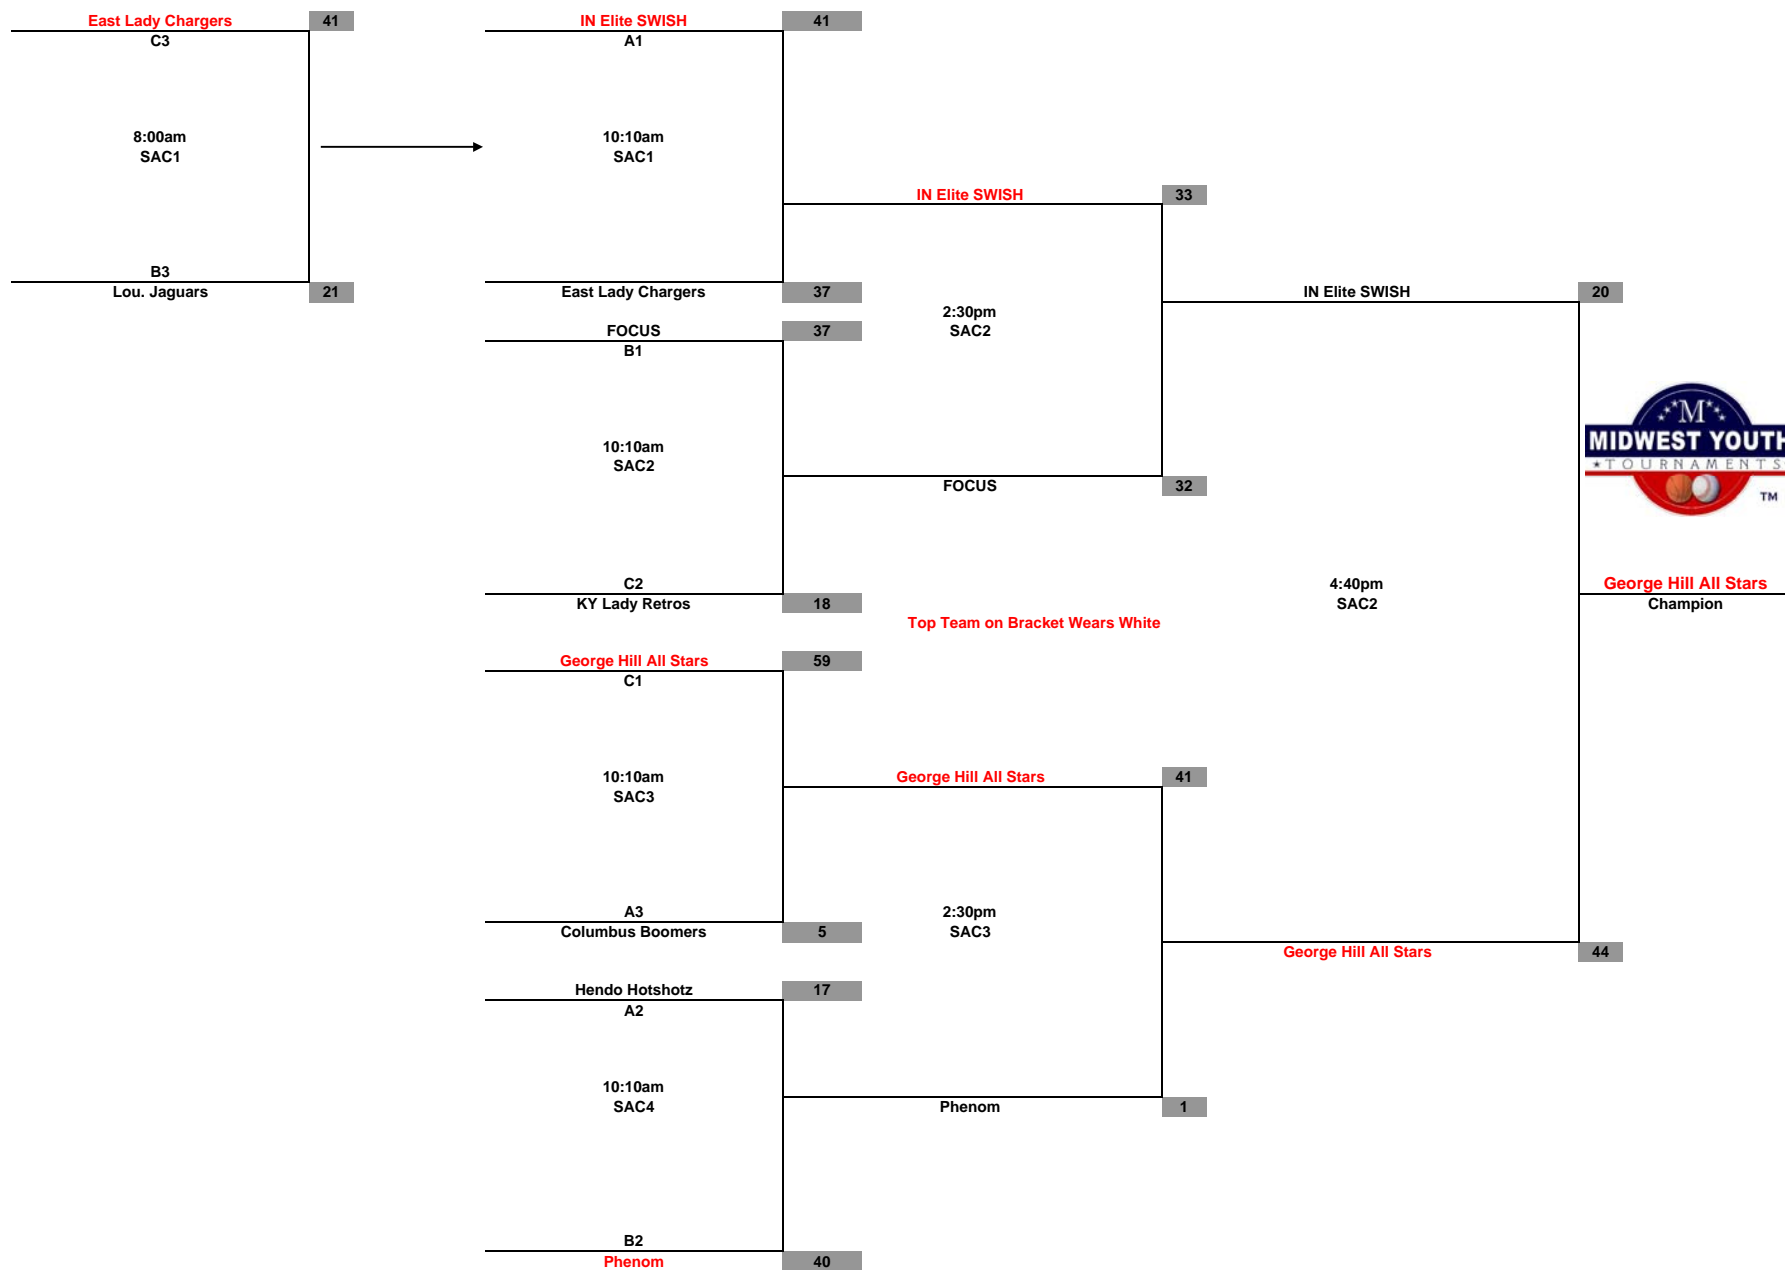 East Lady Chargers 41
C3
8:00am
SAC1
B3
Lou. Jaguars 21
IN Elite SWISH 41
A1
10:10am
SAC1
East Lady Chargers 37
FOCUS 37
B1
10:10am
SAC2
C2
KY Lady Retros 18
George Hill All Stars 59
C1
10:10am
SAC3
A3
Columbus Boomers 5
Hendo Hotshotz 17
A2
10:10am
SAC4
B2
Phenom 40
IN Elite SWISH 33
2:30pm
SAC2
FOCUS 32
Top Team on Bracket Wears White
George Hill All Stars 41
2:30pm
SAC3
Phenom 1
IN Elite SWISH 20
4:40pm
SAC2
George Hill All Stars 44
M
MIDWEST YOUTH
TOURNAMENTS
TM
George Hill All Stars
Champion